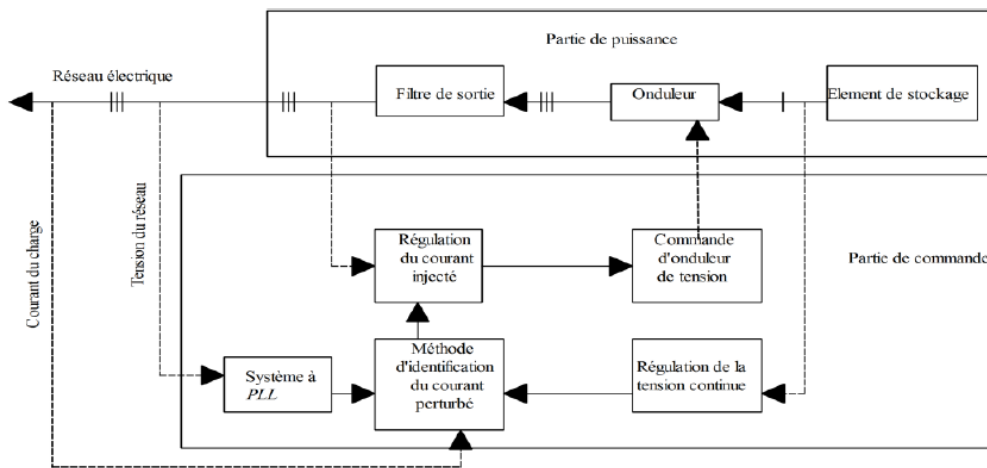 Partie de puissance
Réseau électrique
Filtre de sortie
Onduleur
Element de stockage
Courant du charge
Tension du réseau
Régulation
du courant
injecté
Commande
d'onduleur
de tension
Partie de commande
Système à
PLL
Méthode
d'identification
du courant
perturbé
Régulation de la
tension continue